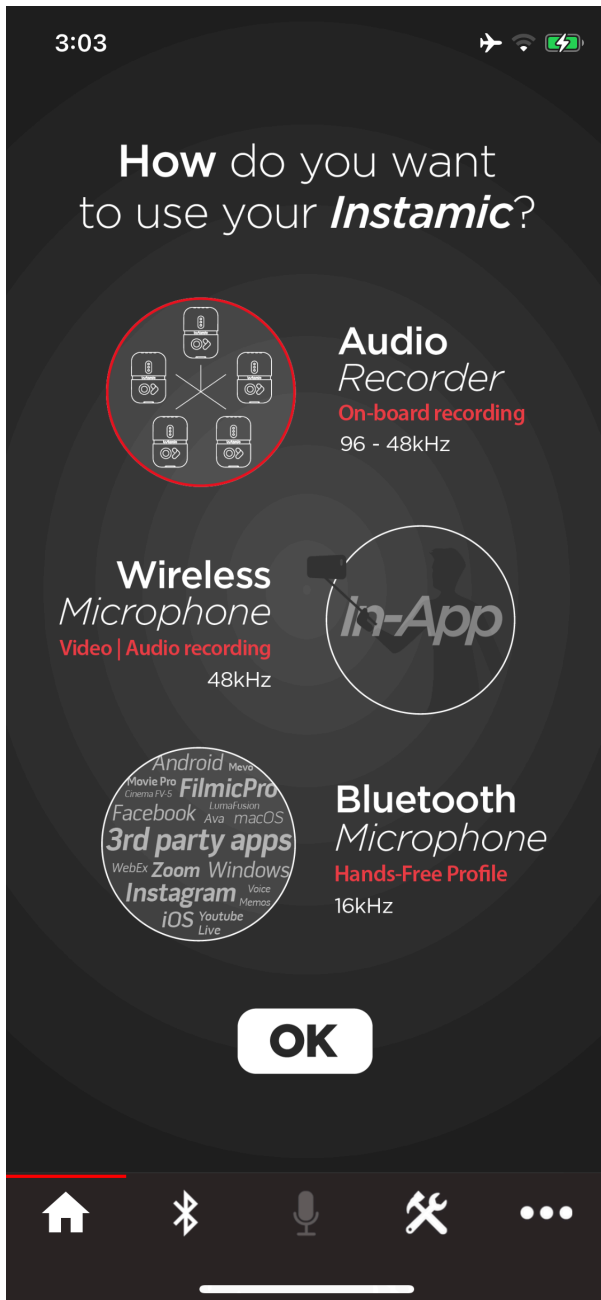 3:03
How do you want
to use your Instamic?
Audio
Recorder
On-board recording
96 - 48kHz
Wireless
Microphone
Video | Audio recording
48kHz
In-App
Android Mevo
Movie Pro FilmicPro
Cinema FV-5
LumaFusion
Facebook Ava macOS
3rd party apps
WebEx Zoom Windows
Instagram Voice
Memos
iOS Youtube
Live
Bluetooth
Microphone
Hands-Free Profile
16kHz
OK